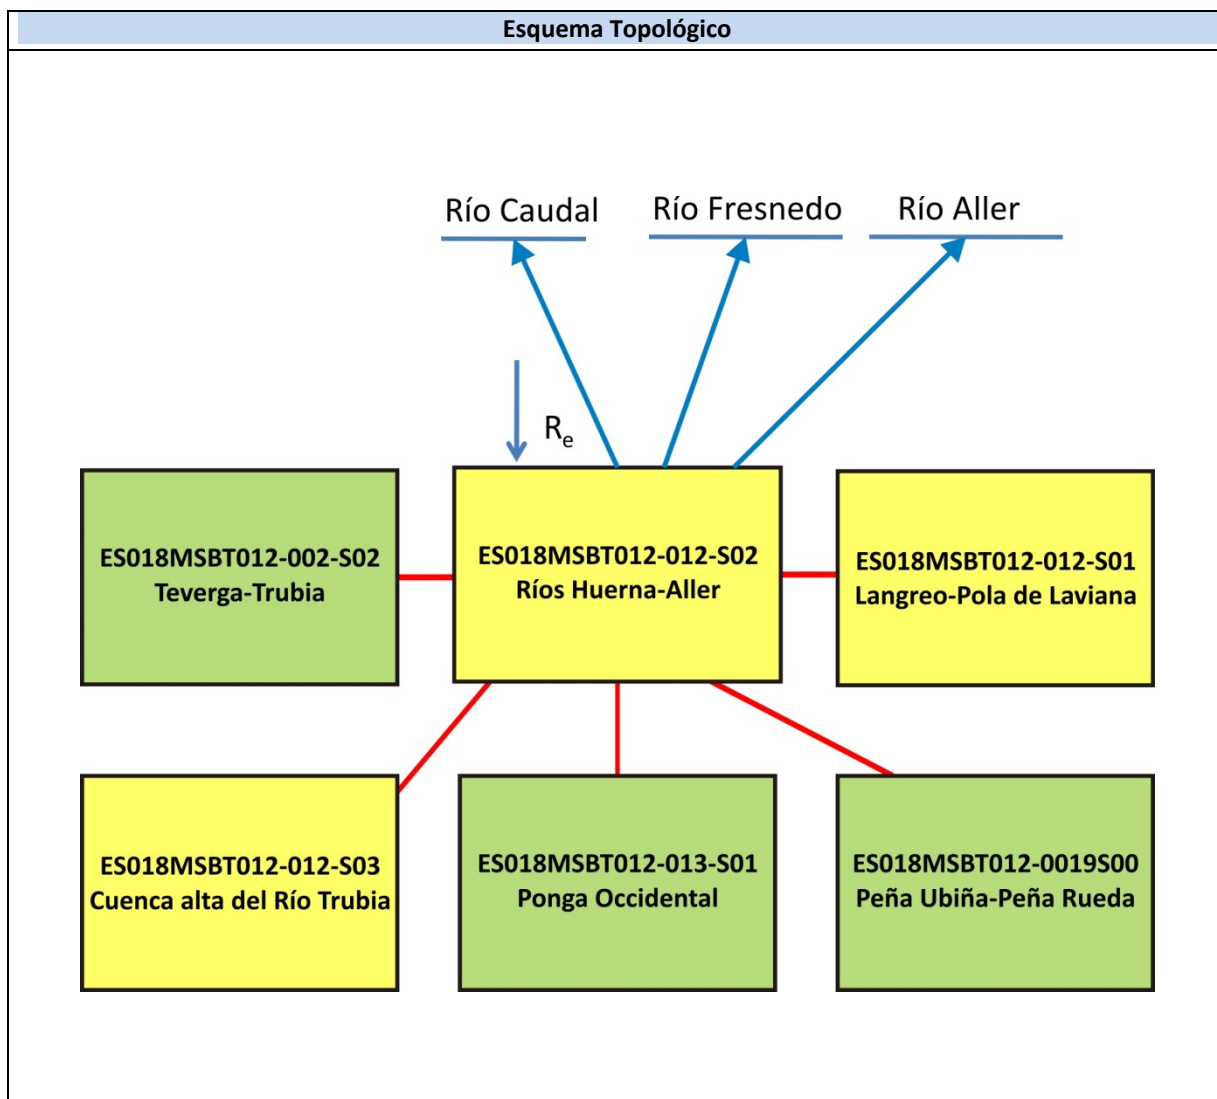 Esquema Topológico
Río Caudal
Río Fresnedo
Río Aller
Re
ES018MSBT012-002-S02
Teverga-Trubia
ES018MSBT012-012-S02
Ríos Huerna-Aller
ES018MSBT012-012-S01
Langreo-Pola de Laviana
ES018MSBT012-012-S03
Cuenca alta del Río Trubia
ES018MSBT012-013-S01
Ponga Occidental
ES018MSBT012-0019S00
Peña Ubiña-Peña Rueda